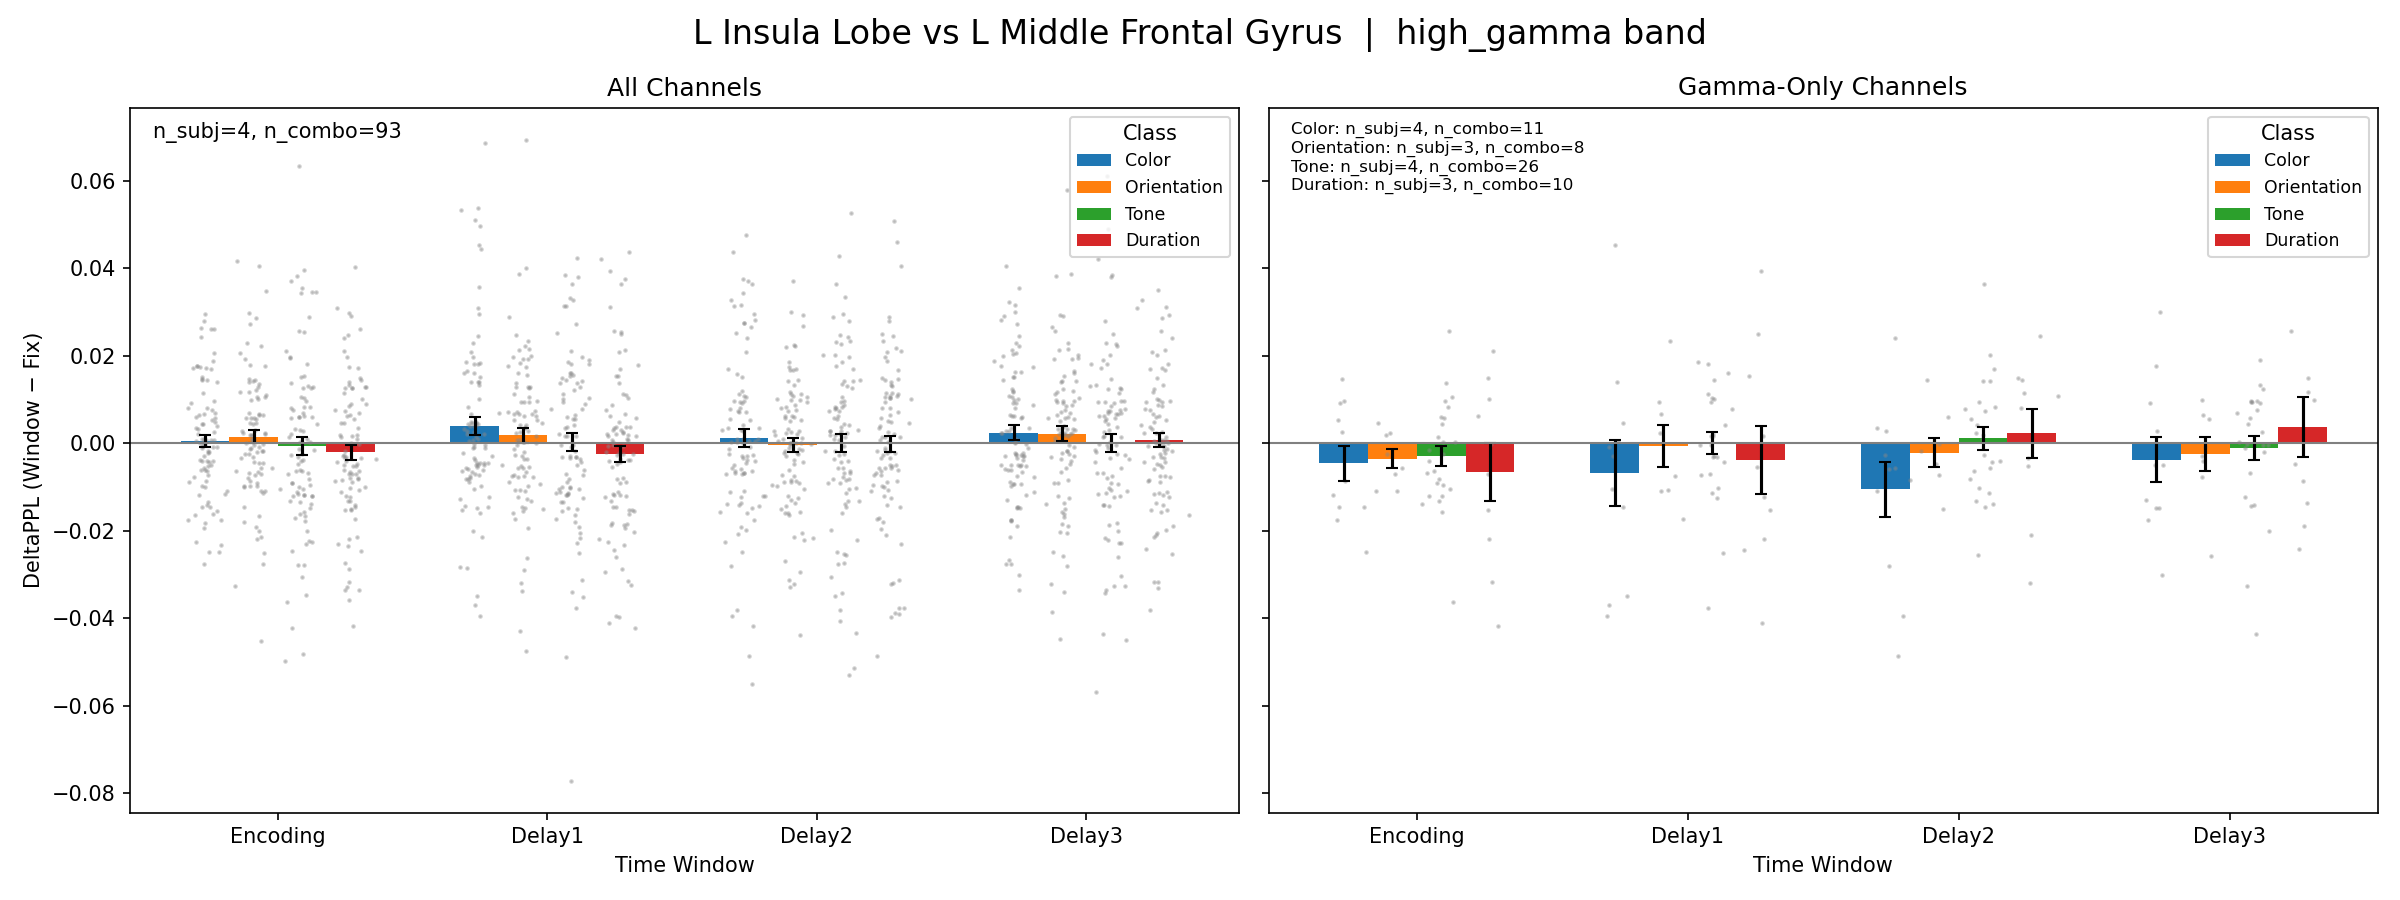 L Insula Lobe vs L Middle Frontal Gyrus | high_gamma band
All Channels
n_subj=4, n_combo=93
Class
Color
Orientation
Tone
Duration
DeltaPPL (Window − Fix)
0.06
0.04
0.02
0.00
−0.02
−0.04
−0.06
−0.08
Encoding
Delay1
Delay2
Delay3
Time Window
Gamma-Only Channels
Color: n_subj=4, n_combo=11
Orientation: n_subj=3, n_combo=8
Tone: n_subj=4, n_combo=26
Duration: n_subj=3, n_combo=10
Class
Color
Orientation
Tone
Duration
Encoding
Delay1
Delay2
Delay3
Time Window